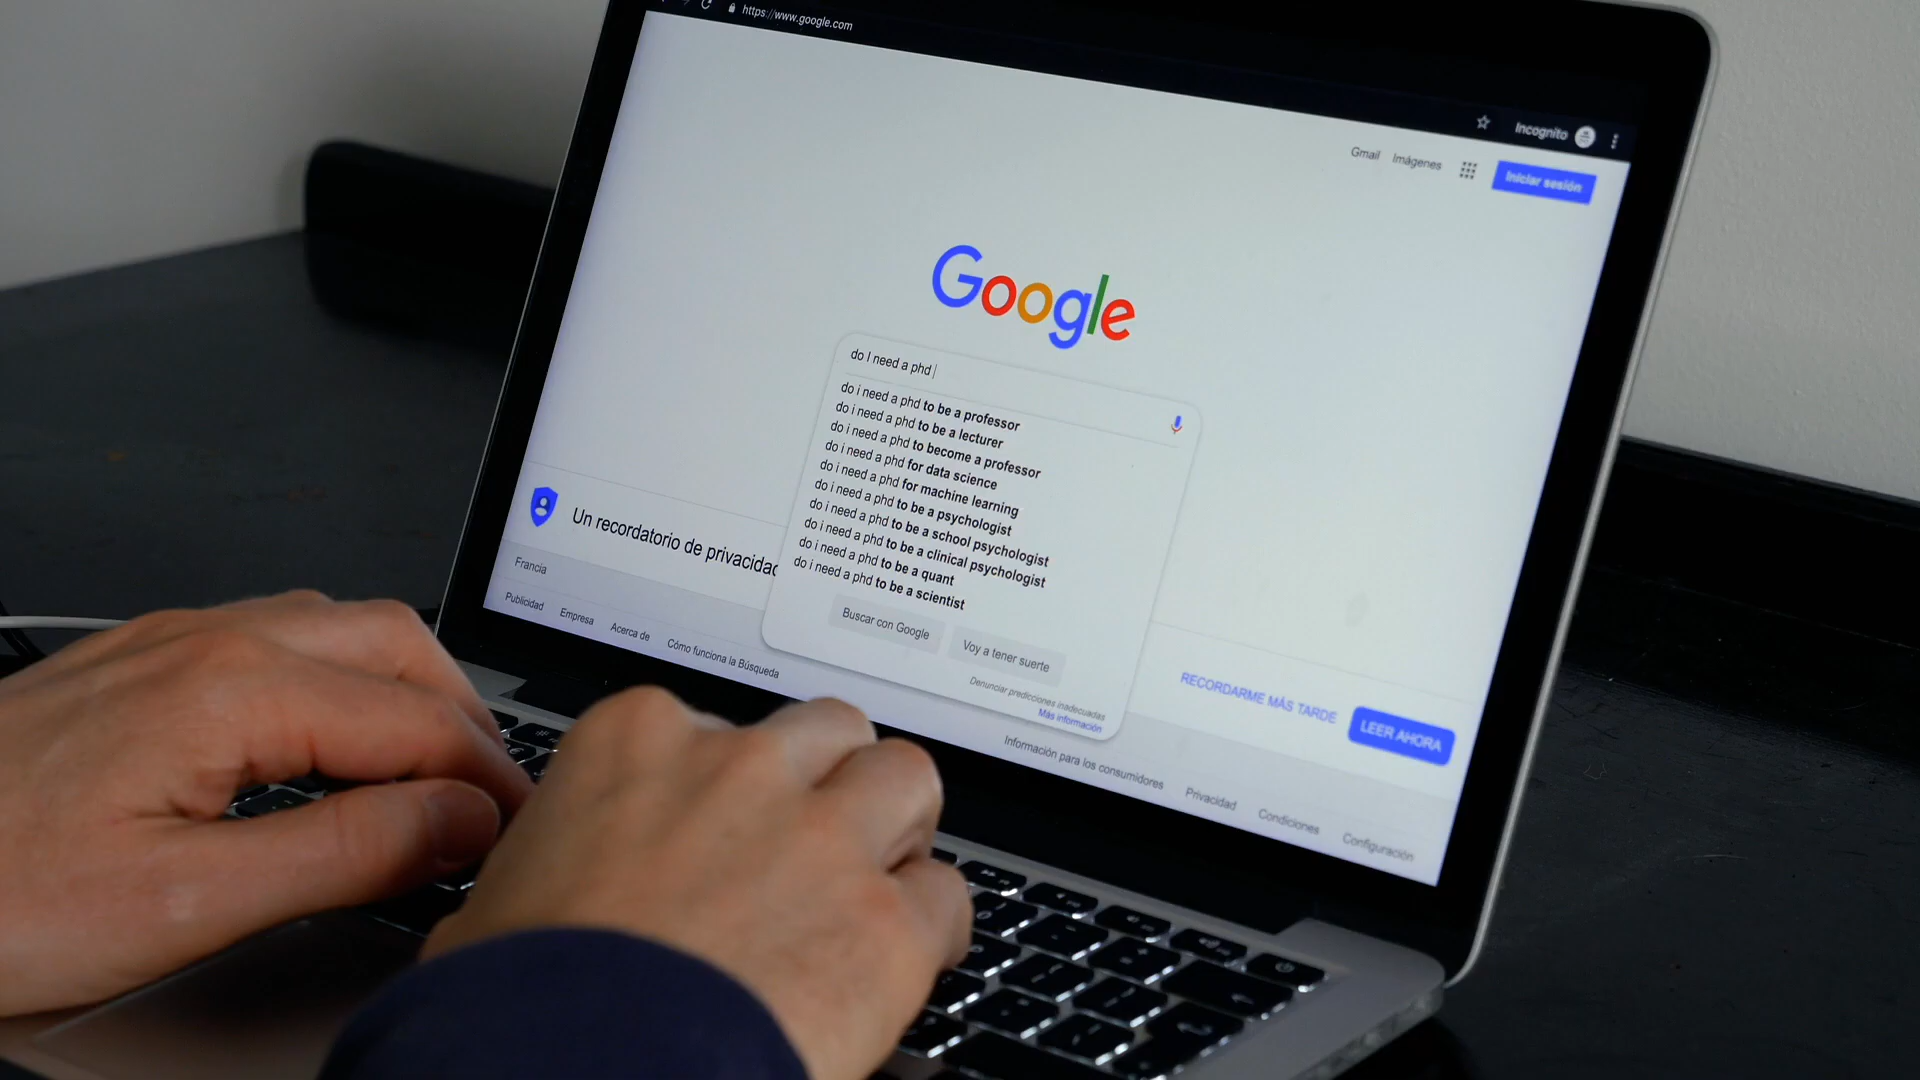 https://www.google.com
Incognito
Gmail Imágenes
Iniciar sesión
Google
do I need a phd
do i need a phd to be a professor
do i need a phd to be a lecturer
do i need a phd to become a professor
do i need a phd for data science
do i need a phd for machine learning
do i need a phd to be a psychologist
do i need a phd to be a school psychologist
do i need a phd to be a clinical psychologist
do i need a phd to be a quant
do i need a phd to be a scientist
Buscar con Google Voy a tener suerte
Denunciar predicciones inadecuadas
Más información
Un recordatorio de privacidad
RECORDARME MÁS TARDE LEER AHORA
Francia
Publicidad Empresa Acerca de Cómo funciona la Búsqueda
Información para los consumidores Privacidad Condiciones Configuración